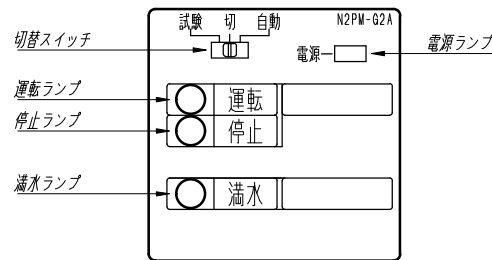 試験 切 自動 N2PM-G2A
切替スイッチ
電源
電源ランプ
運転ランプ
運転
停止ランプ
停止
満水ランプ
満水